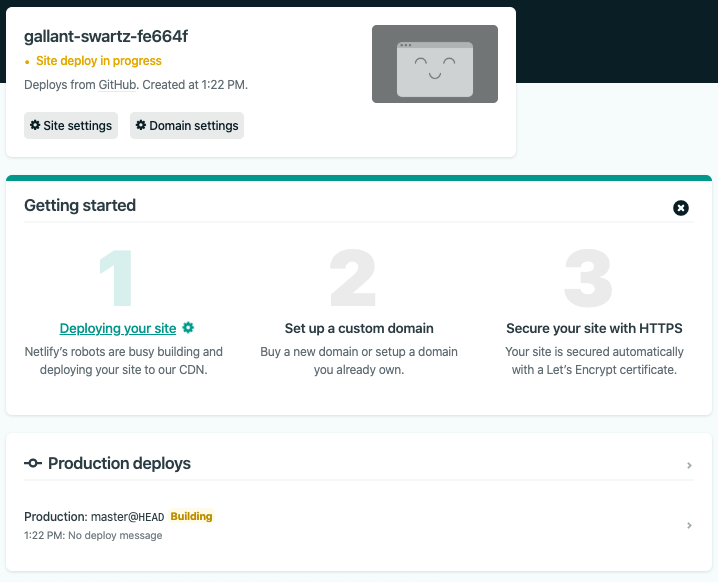 gallant-swartz-fe664f
• Site deploy in progress
Deploys from GitHub. Created at 1:22 PM.
Site settings
Domain settings
Getting started
1
Deploying your site
Netlify’s robots are busy building and
deploying your site to our CDN.
2
Set up a custom domain
Buy a new domain or setup a domain
you already own.
3
Secure your site with HTTPS
Your site is secured automatically
with a Let’s Encrypt certificate.
Production deploys
Production: master@HEAD Building
1:22 PM: No deploy message